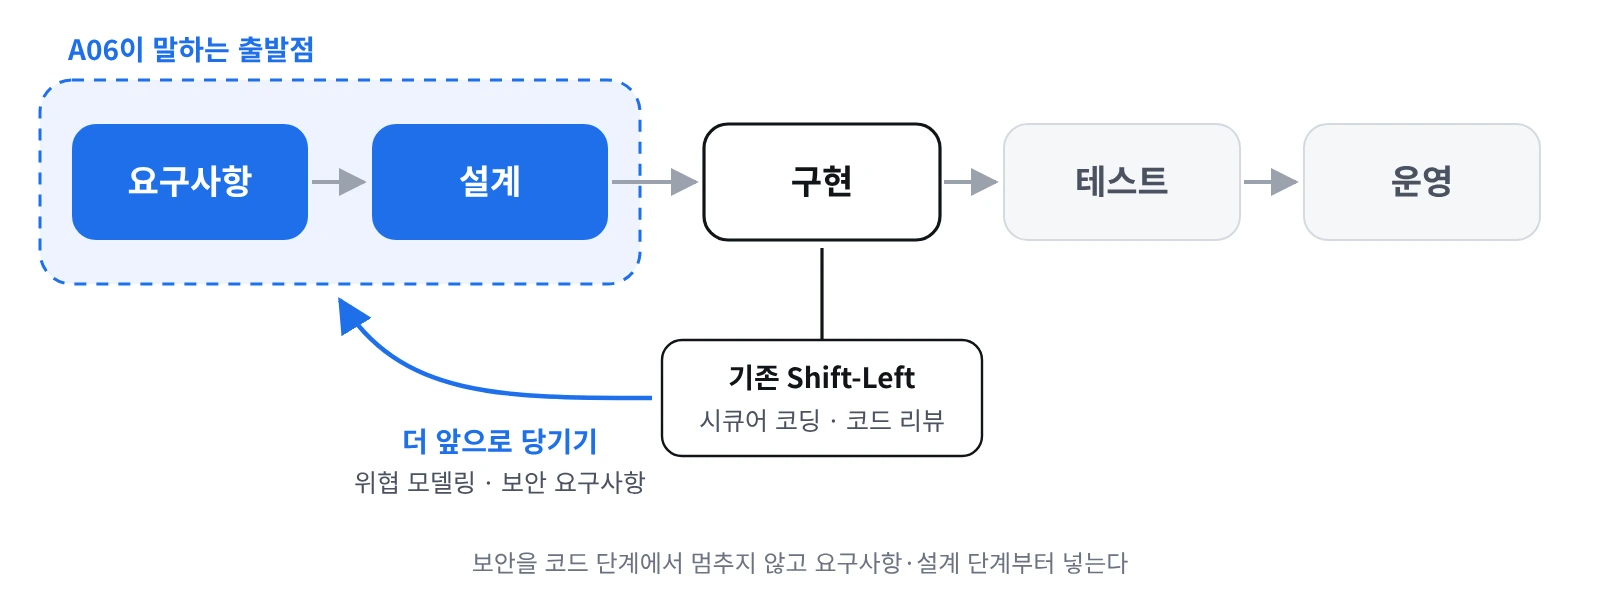 A06이 말하는 출발점
요구사항
설계
구현
테스트
운영
기존 Shift-Left
시큐어 코딩 · 코드 리뷰
더 앞으로 당기기
위협 모델링 · 보안 요구사항
보안을 코드 단계에서 멈추지 않고 요구사항·설계 단계부터 넣는다